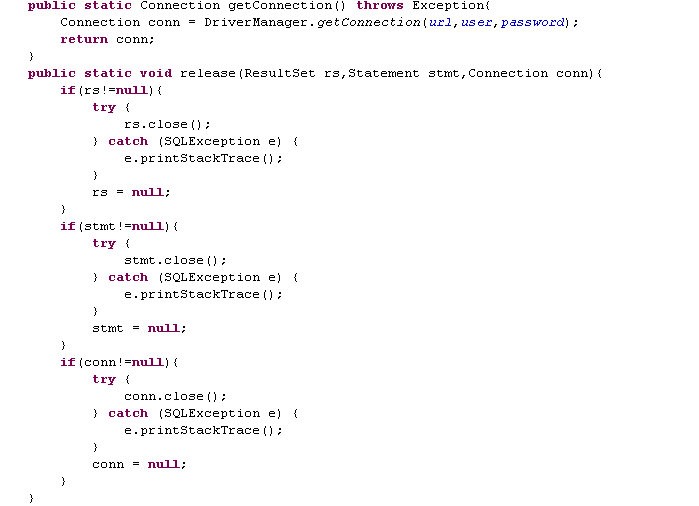 public static Connection getConnection() throws Exception{
    Connection conn = DriverManager.getConnection(url,user,password);
    return conn;
}
public static void release(ResultSet rs,Statement stmt,Connection conn){
    if(rs!=null){
        try {
            rs.close();
        } catch (SQLException e) {
            e.printStackTrace();
        }
        rs = null;
    }
    if(stmt!=null){
        try {
            stmt.close();
        } catch (SQLException e) {
            e.printStackTrace();
        }
        stmt = null;
    }
    if(conn!=null){
        try {
            conn.close();
        } catch (SQLException e) {
            e.printStackTrace();
        }
        conn = null;
    }
}